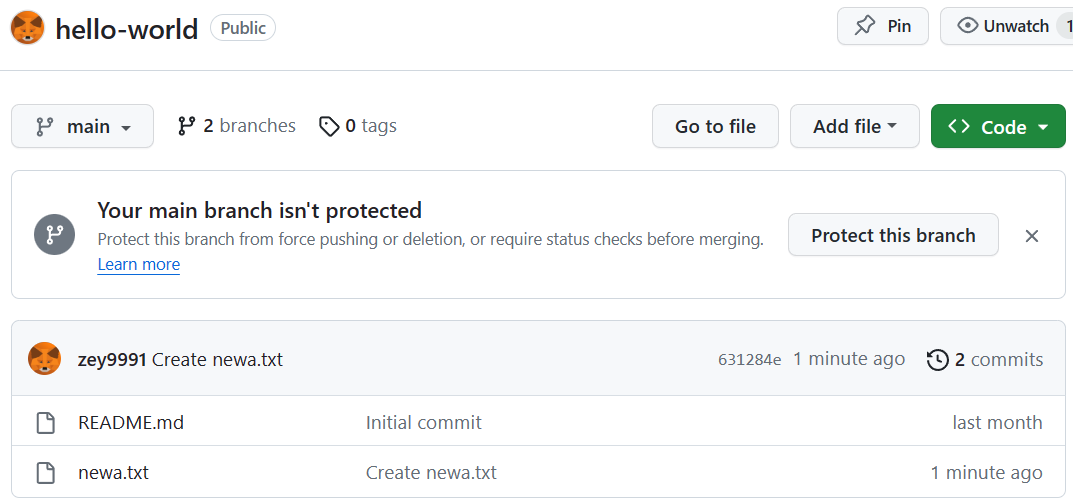 hello-world Public Pin Unwatch 1
main 2 branches 0 tags Go to file Add file Code
Your main branch isn't protected
Protect this branch from force pushing or deletion, or require status checks before merging.
Learn more
Protect this branch
zey9991 Create newa.txt 631284e 1 minute ago 2 commits
README.md Initial commit last month
newa.txt Create newa.txt 1 minute ago